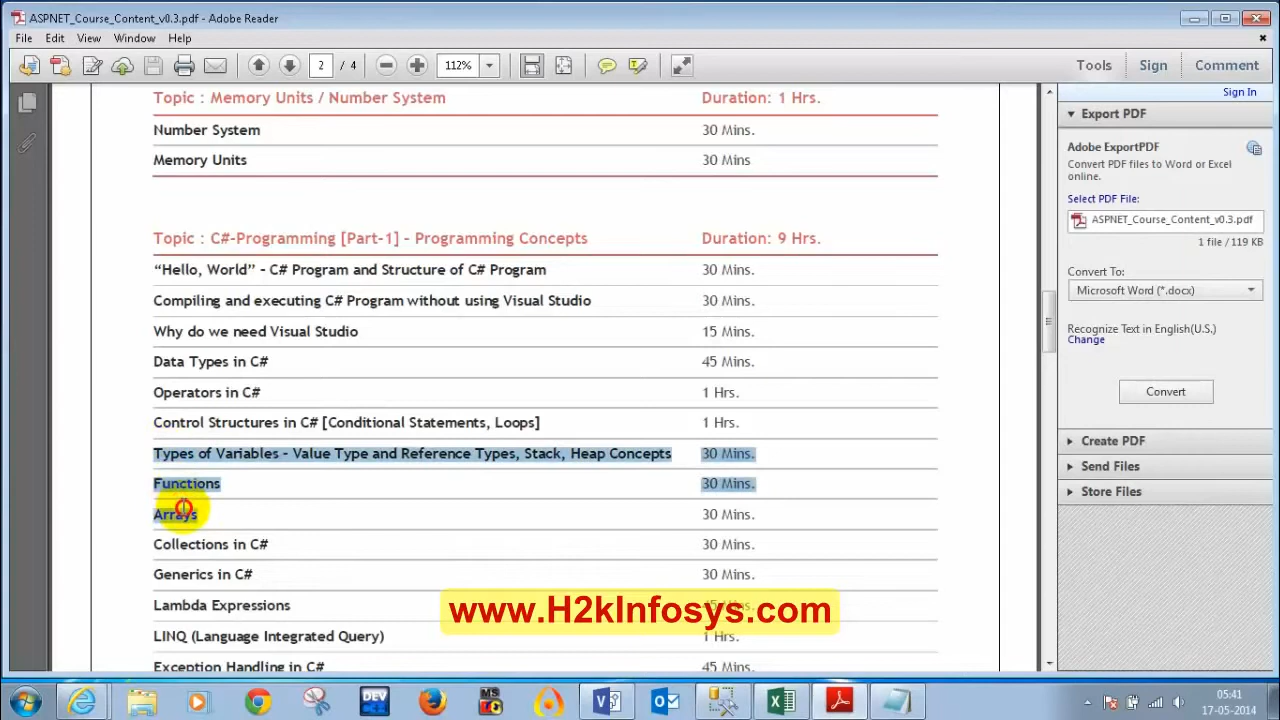 ASPNET_Course_Content_v0.3.pdf - Adobe Reader
File Edit View Window Help
2 / 4 112% Tools Sign Comment
Topic : Memory Units / Number System Duration: 1 Hrs.
Number System 30 Mins.
Memory Units 30 Mins
Topic : C#-Programming [Part-1] - Programming Concepts Duration: 9 Hrs.
“Hello, World” - C# Program and Structure of C# Program 30 Mins.
Compiling and executing C# Program without using Visual Studio 30 Mins.
Why do we need Visual Studio 15 Mins.
Data Types in C# 45 Mins.
Operators in C# 1 Hrs.
Control Structures in C# [Conditional Statements, Loops] 1 Hrs.
Types of Variables - Value Type and Reference Types, Stack, Heap Concepts 30 Mins.
Functions 30 Mins.
Arrays 30 Mins.
Collections in C# 30 Mins.
Generics in C# 30 Mins.
Lambda Expressions
LINQ (Language Integrated Query) 1 Hrs.
Exception Handling in C# 45 Mins.
www.H2kInfosys.com
Sign In
Export PDF
Adobe ExportPDF
Convert PDF files to Word or Excel
online.
Select PDF File:
ASPNET_Course_Content_v0.3.pdf
1 file / 119 KB
Convert To:
Microsoft Word (*.docx)
Recognize Text in English(U.S.)
Change
Convert
Create PDF
Send Files
Store Files
DEV
MS
05:41
17-05-2014